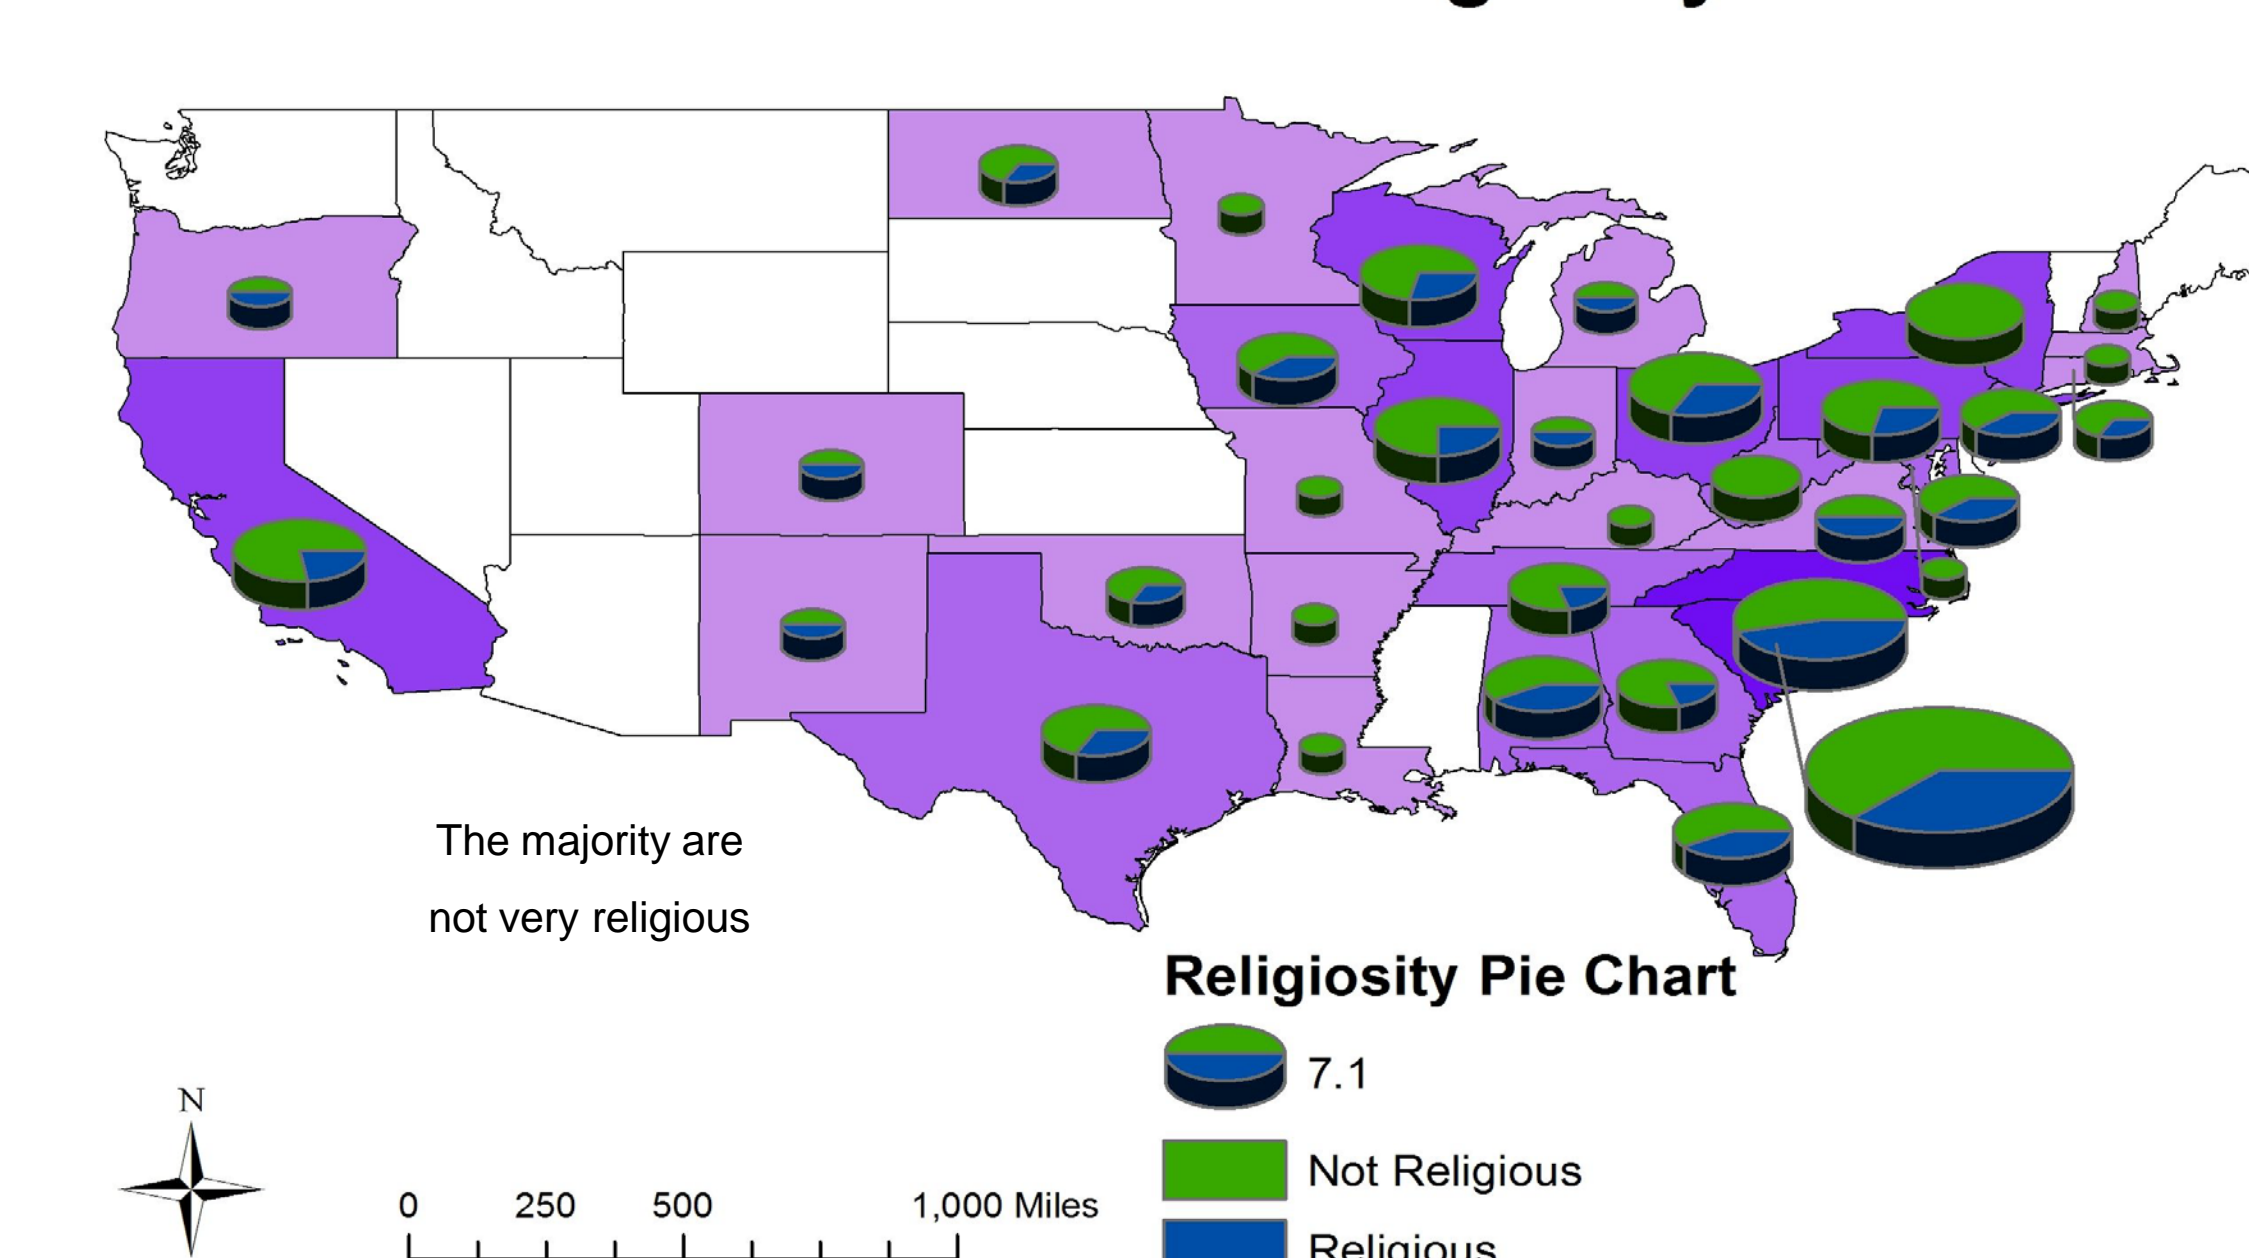 The majority are
not very religious
Religiosity Pie Chart
7.1
Not Religious
Religious
N
0 250 500 1,000 Miles